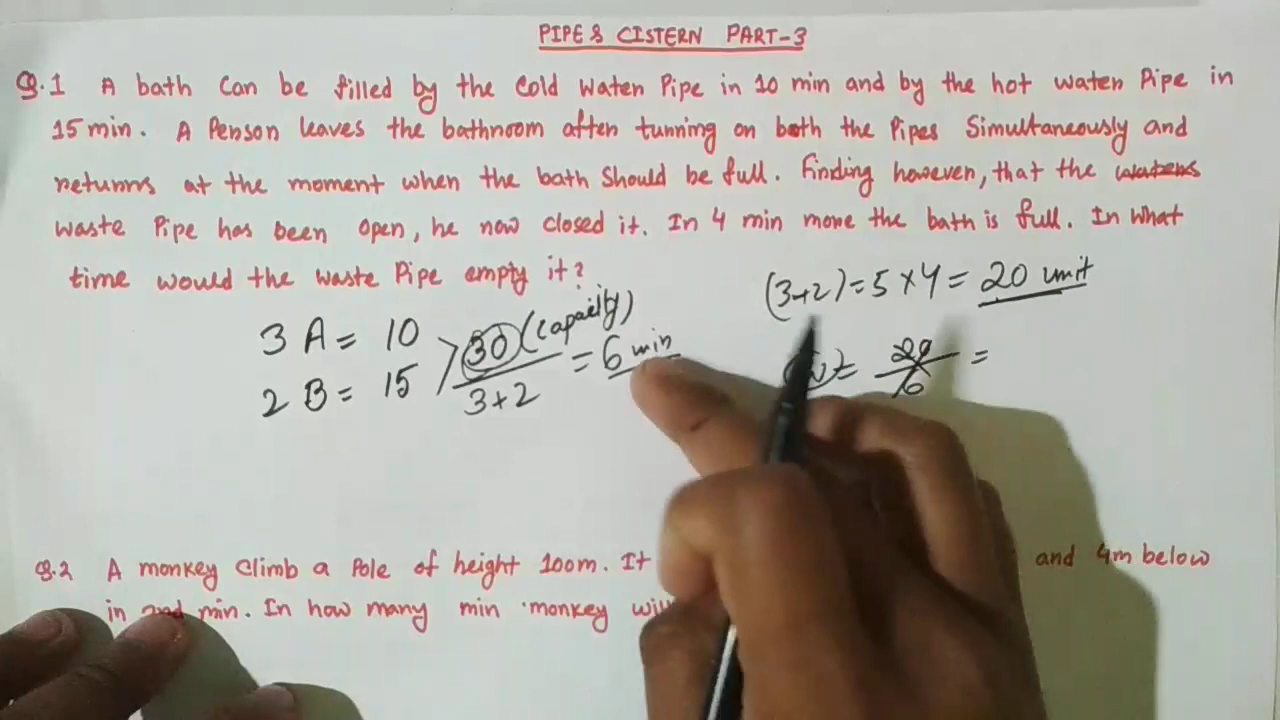 PIPE & CISTERN PART-3
Q.1 A bath can be filled by the cold water Pipe in 10 min and by the hot water Pipe in
15 min. A Person leaves the bathroom after turning on both the Pipes Simultaneously and
returns at the moment when the bath should be full. Finding however, that the waters
waste Pipe has been open, he now closed it. In 4 min more the bath is full. In what
time would the waste Pipe empty it?
(3+2) = 5 × 4 = 20 unit
3 A = 10
2 B = 15
30 (capacity)
3+2
= 6 min
= 20/6 =
Q.2 A monkey climb a Pole of height 100m. It and 4m below
in 2nd min. In how many min monkey